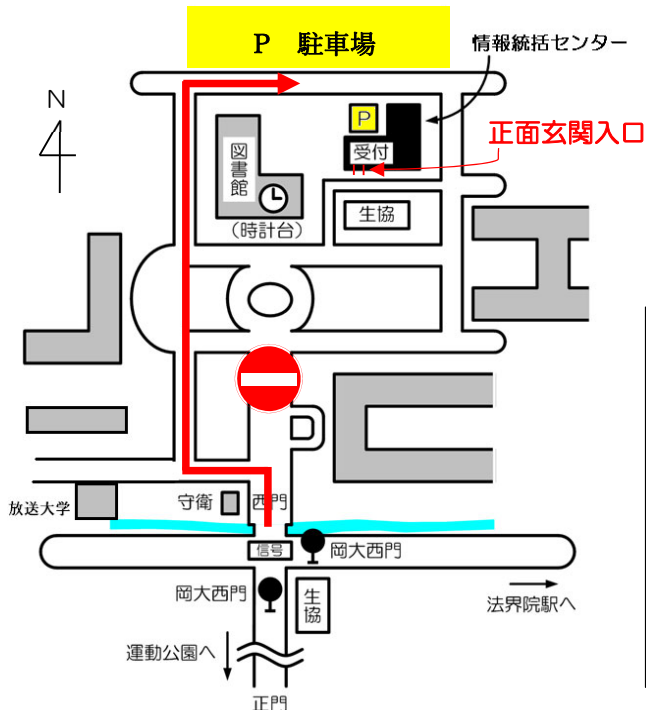 P 駐車場
情報統括センター
N
P
正面玄関入口
受付
図書館
生協
(時計台)
放送大学
守衛
西門
信号
岡大西門
岡大西門
生協
法界院駅へ
運動公園へ
正門